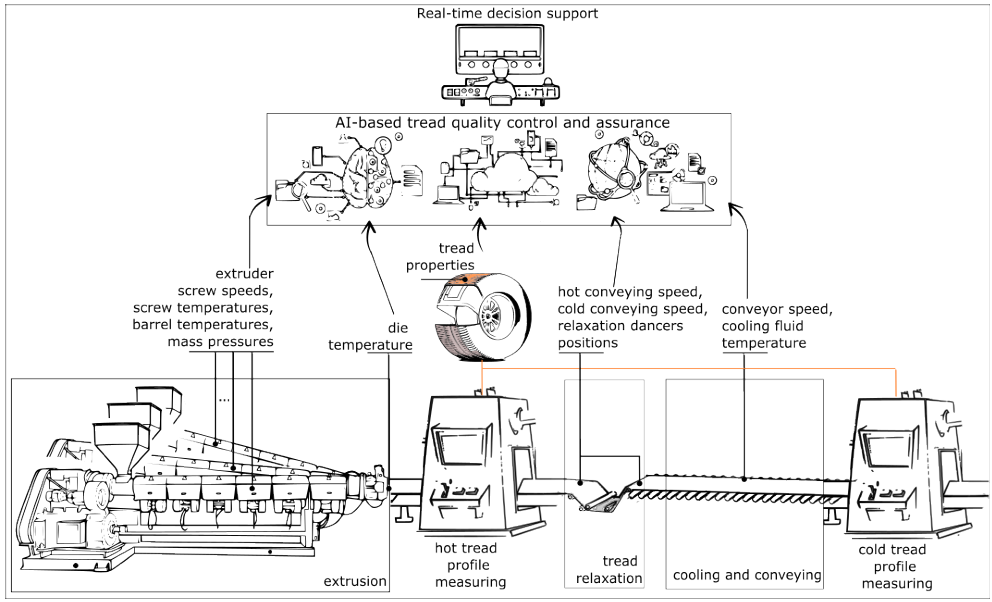 Real-time decision support
AI-based tread quality control and assurance
extruder
screw speeds,
screw temperatures,
barrel temperatures,
mass pressures
die
temperature
tread
properties
hot conveying speed,
cold conveying speed,
relaxation dancers
positions
conveyor speed,
cooling fluid
temperature
...
extrusion
hot tread
profile
measuring
tread
relaxation
cooling and conveying
cold tread
profile
measuring